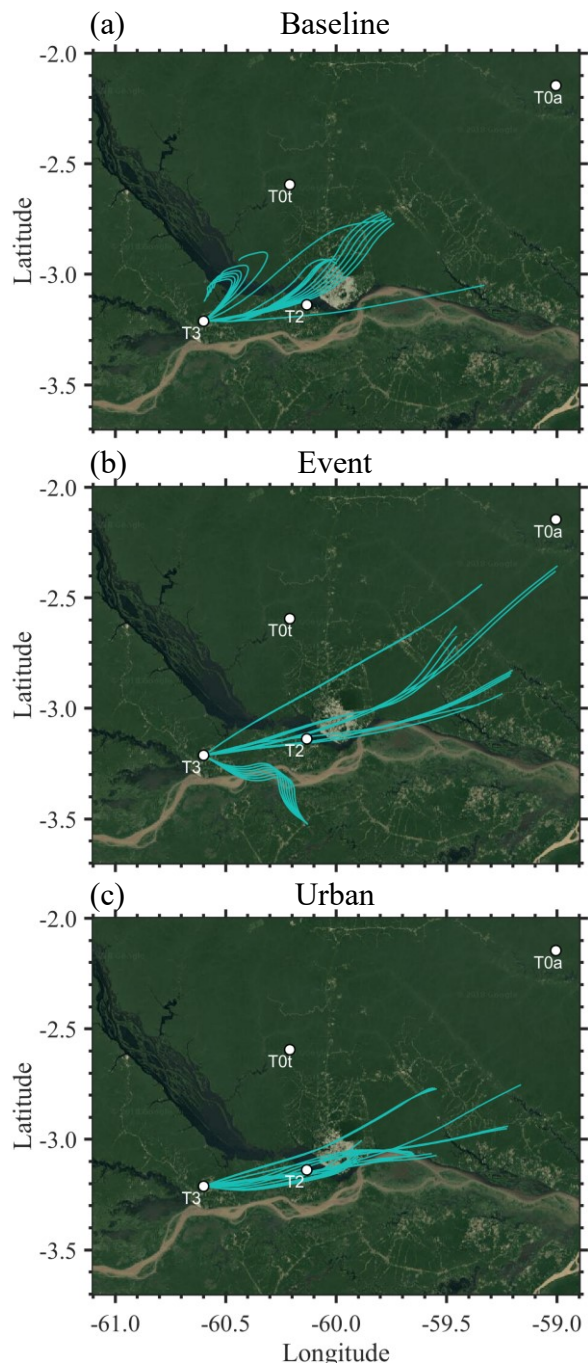 (a) Baseline
-2.0
T0a
-2.5
T0t
Latitude
-3.0
T2
T3
-3.5
(b) Event
-2.0
T0a
-2.5
T0t
Latitude
-3.0
T2
T3
-3.5
(c) Urban
-2.0
T0a
-2.5
T0t
Latitude
-3.0
T2
T3
-3.5
-61.0 -60.5 -60.0 -59.5 -59.0
Longitude